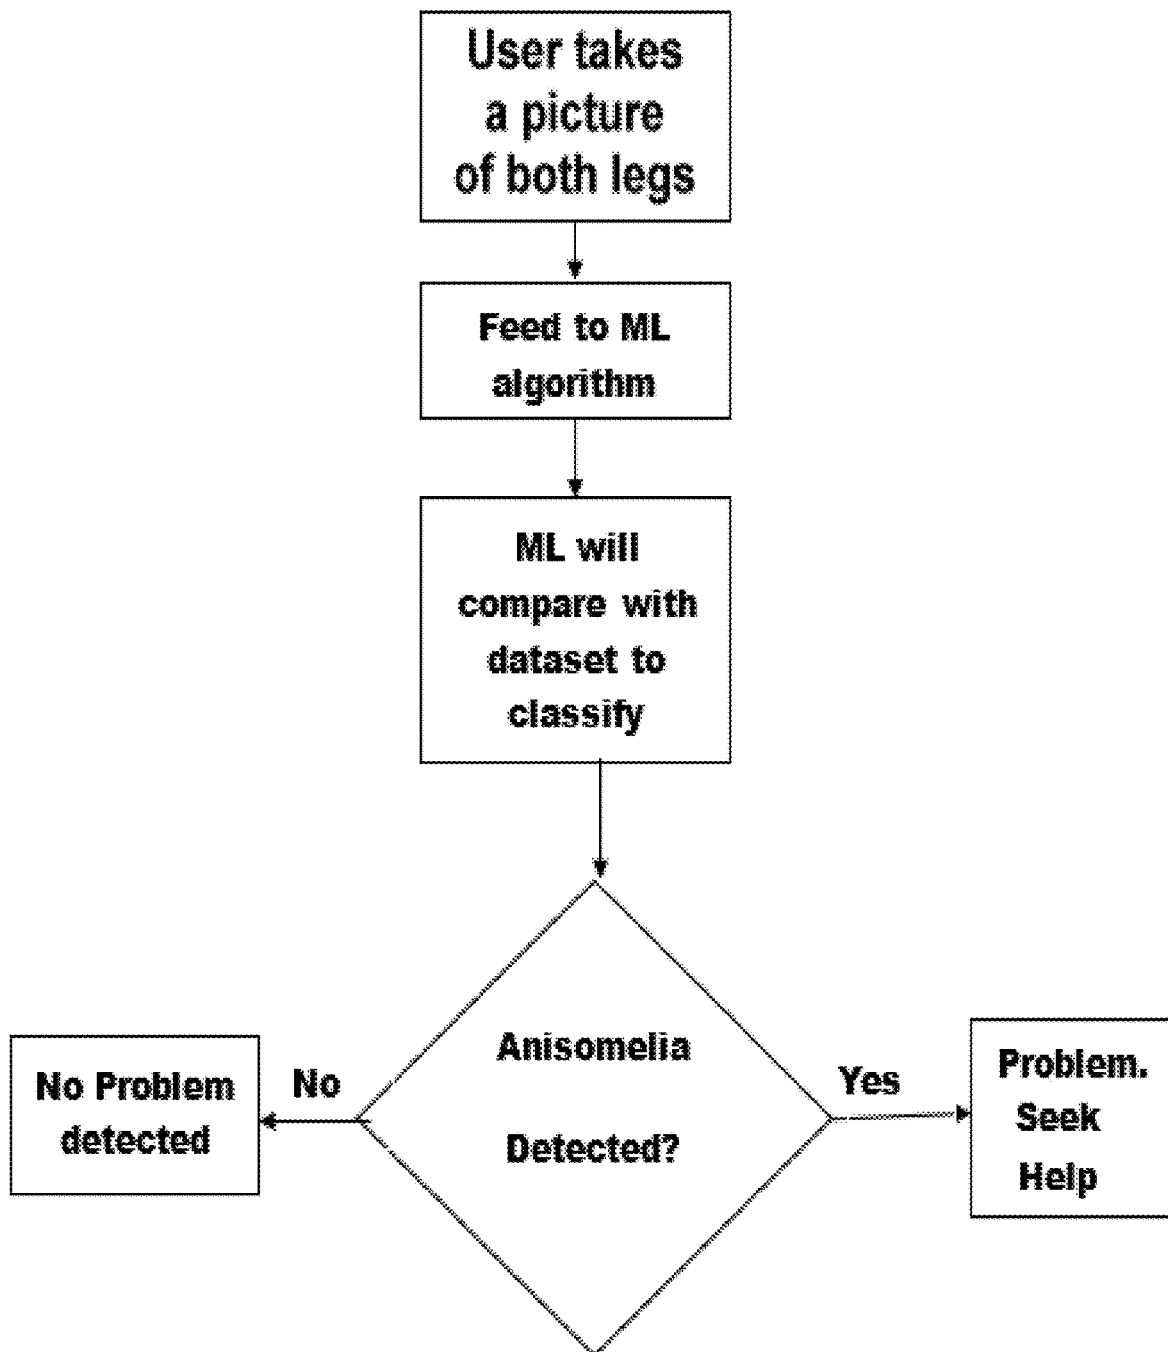 User takes
a picture
of both legs
Feed to ML
algorithm
ML will
compare with
dataset to
classify
Anisomelia
Detected?
No
No Problem
detected
Yes
Problem.
Seek
Help